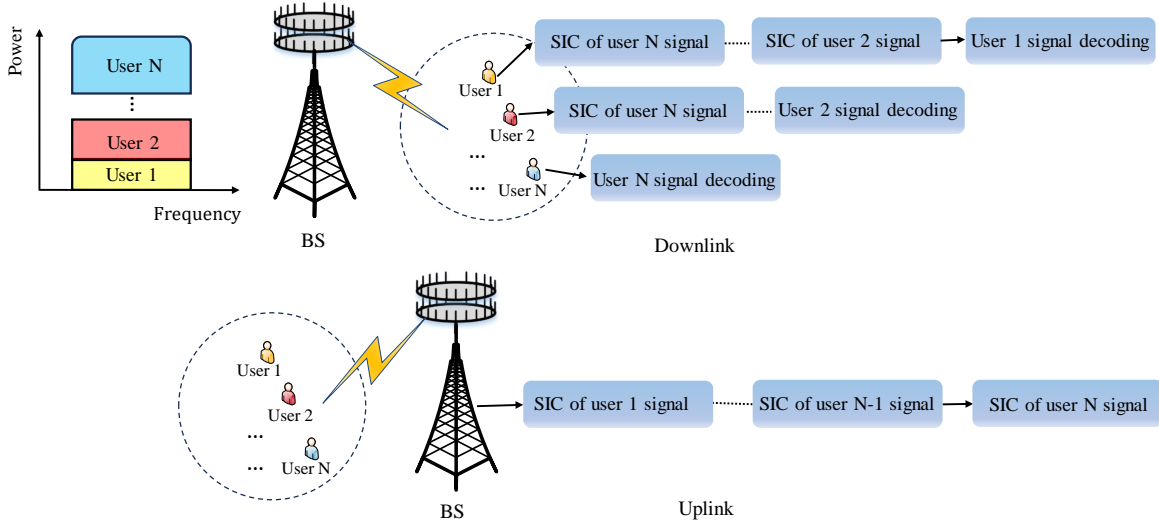 Power
User N
...
User 2
User 1
Frequency
BS
User 1
User 2
...
...
User N
SIC of user N signal
SIC of user 2 signal
User 1 signal decoding
SIC of user N signal
User 2 signal decoding
User N signal decoding
Downlink
User 1
User 2
...
...
User N
BS
SIC of user 1 signal
SIC of user N-1 signal
SIC of user N signal
Uplink